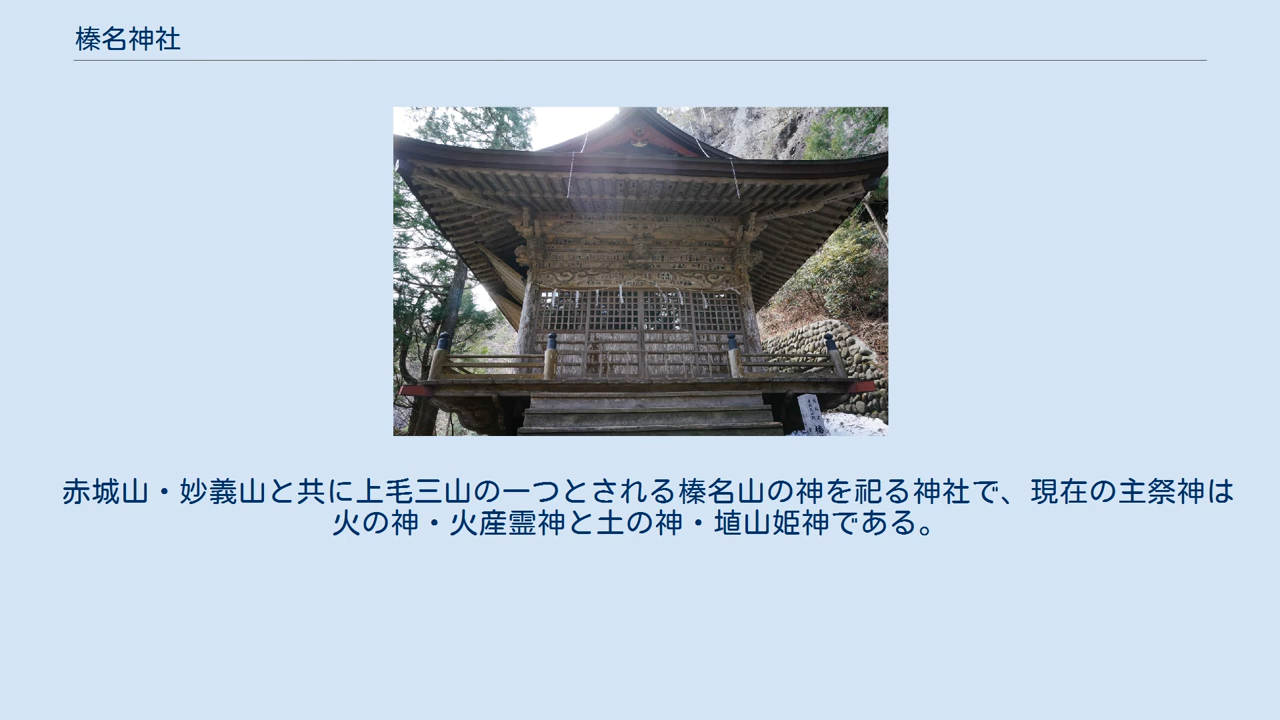 榛名神社
赤城山・妙義山と共に上毛三山の一つとされる榛名山の神を祀る神社で、現在の主祭神は
火の神・火産霊神と土の神・埴山姫神である。